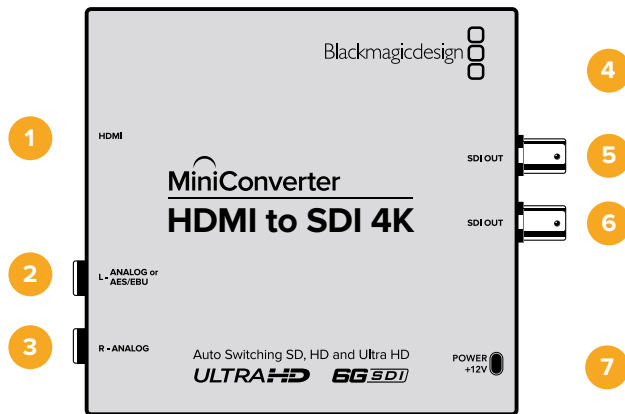 Blackmagicdesign
4
1
HDMI
SDI OUT
5
MiniConverter
HDMI to SDI 4K
SDI OUT
6
2
L - ANALOG or
AES/EBU
3
R - ANALOG
Auto Switching SD, HD and Ultra HD
ULTRA HD 6G SDI
POWER
+12V
7